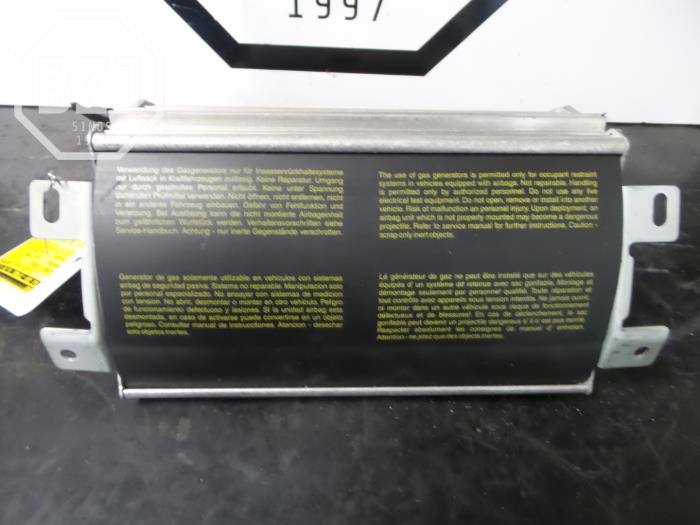 1997
BZJ
SINDS
Verwendung des Gasgenerators nur für Insassenrückhaltesysteme
mit Luftsack in Kraftfahrzeugen zulässig. Keine Reparatur. Umgang
nur durch geschultes Personal erlaubt. Keine unter Spannung
stehenden Prüfmittel verwenden. Nicht öffnen, nicht entfernen, nicht
in ein anderes Fahrzeug einbauen. Gefahr von Fehlfunktion und
Verletzung. Bei Auslösung kann die nicht montierte Airbageinheit
zum gefährlichen Wurfstück werden. Verhaltensvorschriften siehe
Service-Handbuch. Achtung - nur inerte Gegenstände verschrotten.
The use of gas generators is permitted only for occupant restraint
systems in vehicles equipped with airbags. Not repairable. Handling
is permitted only by authorized personnel. Do not use any live
electrical test equipment. Do not open, remove or install into another
vehicle. Risk of malfunction an personal injury. Upon deployment, an
airbag unit which is not properly mounted may become a dangerous
projectile. Refer to service manual for further instructions. Caution -
scrap only inert objects.
Generator de gas solamente utilizable en vehículos con sistemas
airbag de seguridad pasiva. Sistema no reparable. Manipulacion solo
por personal especializado. No ensayar con sistemas de medicion
con tension. No abrir, desmontar o montar en otro vehículo. Peligro
de funcionamiento defectuoso y lesiones. Si la unidad airbag esta
desmontada, en caso de activarse puede convertirse en un objeto
peligroso. Consultar manual de instrucciones. Atencion - desechar
solo objetos inertes.
Le générateur de gaz ne peut être installé que sur des véhicules
équipés d'un système de retenue avec sac gonflable. Montage et
démontage seulement par personnel qualifié. Toute réparation et
tout contrôle avec appareils sous tension interdits. Ne jamais ouvrir,
ni monter dans un autre véhicule sous risque de fonctionnement
défectueux et de blessures! En cas de déclenchement, le sac
gonflable peut devenir un projectile dangereux s'il n'est pas monté.
Respecter absolument les consignes de manuel d' entretien.
Attention - ne jetez que des objets inertes.